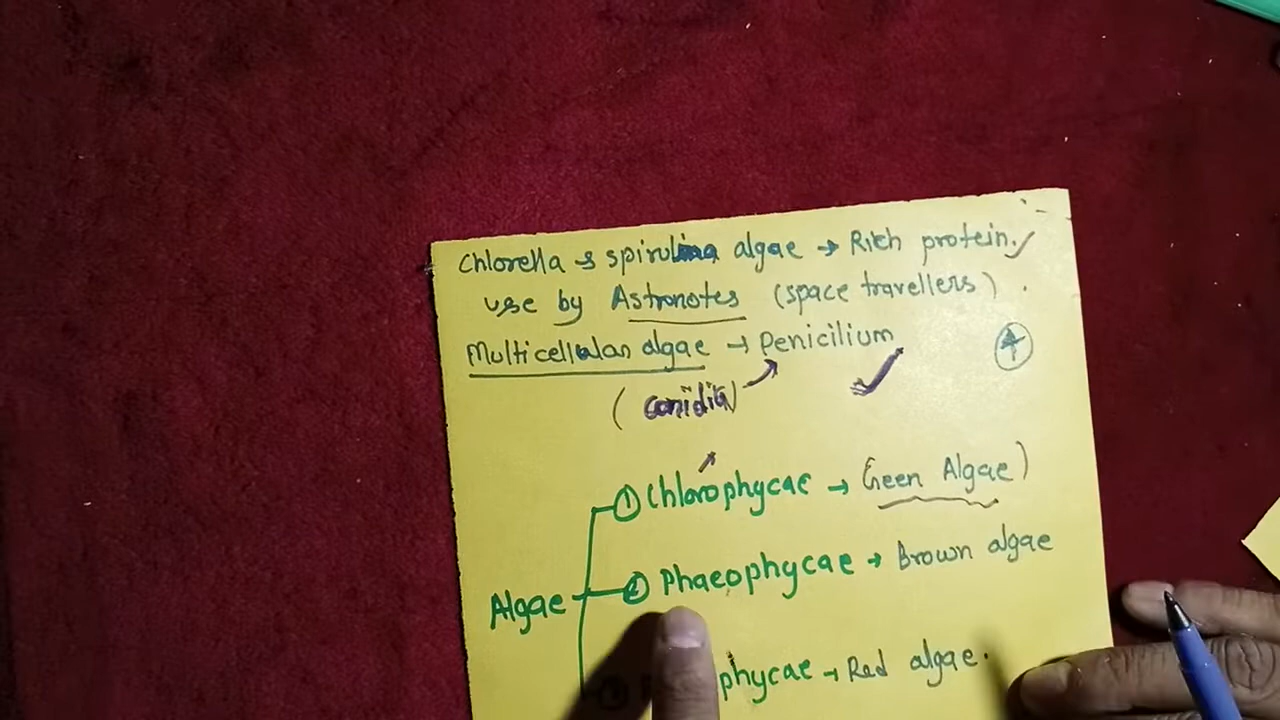 Chlorella & spirulina algae → Rich protein.
use by Astronotes (space travellers).
Multicellular algae → Penicilium
(conidia)
① Chlorophycae → Geen Algae)
Algae ② Phaeophycae → Brown algae
phycae → Red algae.